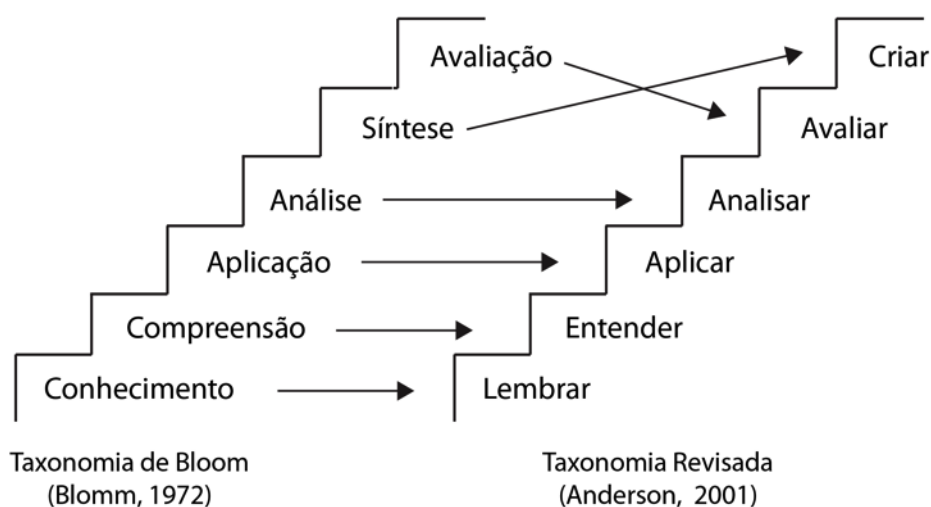 Avaliação
Síntese
Análise
Aplicação
Compreensão
Conhecimento
Taxonomia de Bloom
(Blomm, 1972)
Criar
Avaliar
Analisar
Aplicar
Entender
Lembrar
Taxonomia Revisada
(Anderson, 2001)